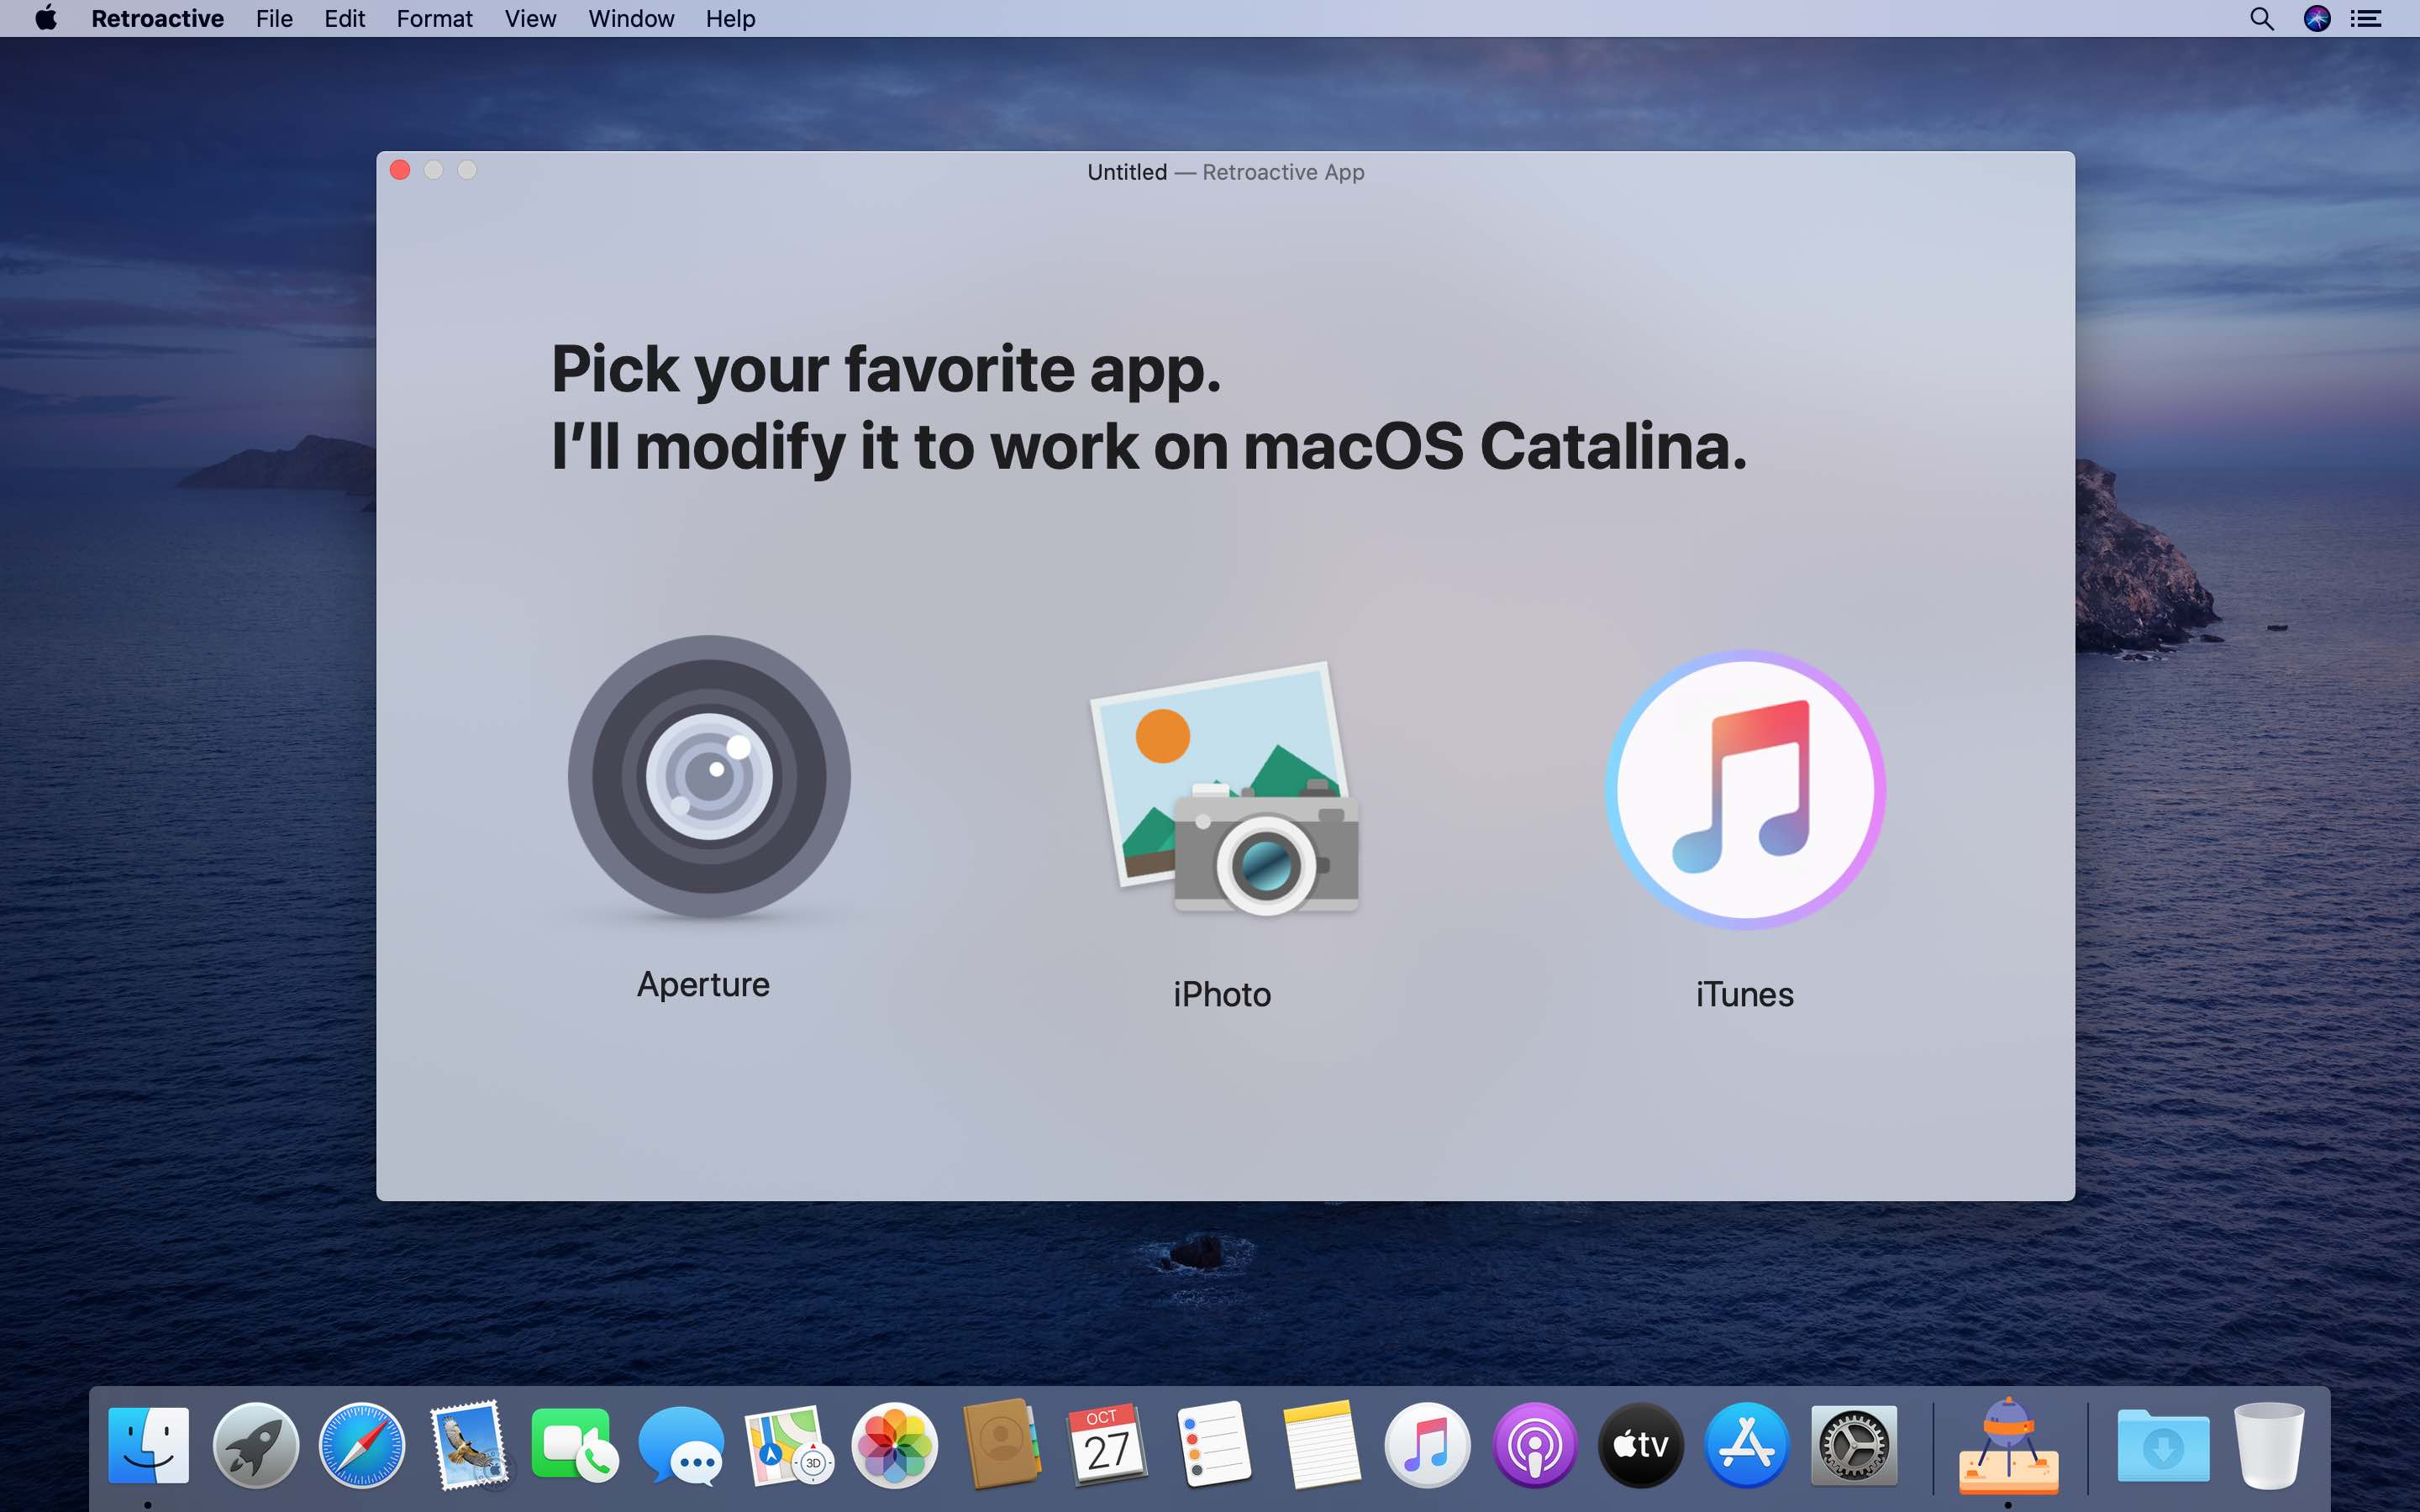 Retroactive File Edit Format View Window Help
Untitled — Retroactive App
Pick your favorite app.
I’ll modify it to work on macOS Catalina.
Aperture iPhoto iTunes
OCT
27
3D
tv